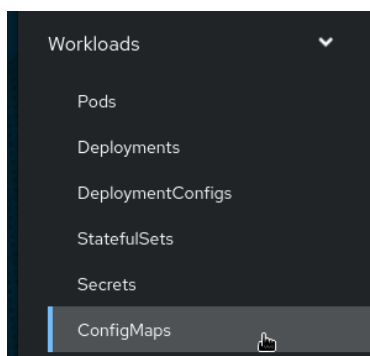 Workloads
Pods
Deployments
DeploymentConfigs
StatefulSets
Secrets
ConfigMaps